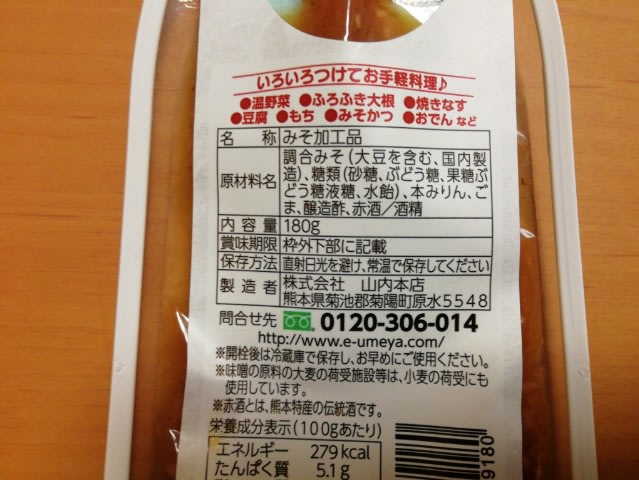 いろいろつけてお手軽料理♪
●温野菜 ●ふろふき大根 ●焼きなす
●豆腐 ●もち ●みそかつ ●おでん など
名 称 みそ加工品
原材料名 調合みそ(大豆を含む、国内製
造)、糖類(砂糖、ぶどう糖、果糖ぶ
どう糖液糖、水飴)、本みりん、ご
ま、醸造酢、赤酒/酒精
内 容 量 180g
賞味期限 枠外下部に記載
保存方法 直射日光を避け、常温で保存してください
製 造 者 株式会社 山内本店
熊本県菊池郡菊陽町原水5548
問合せ先 0120-306-014
http://www.e-umeya.com/
※開栓後は冷蔵庫で保存し、お早めにご使用ください。
※味噌の原料の大麦の荷受施設等は、小麦の荷受にも
使用しています。
※赤酒とは、熊本特産の伝統酒です。
栄養成分表示(100gあたり)
エネルギー 279 kcal
たんぱく質 5.1 g
9180